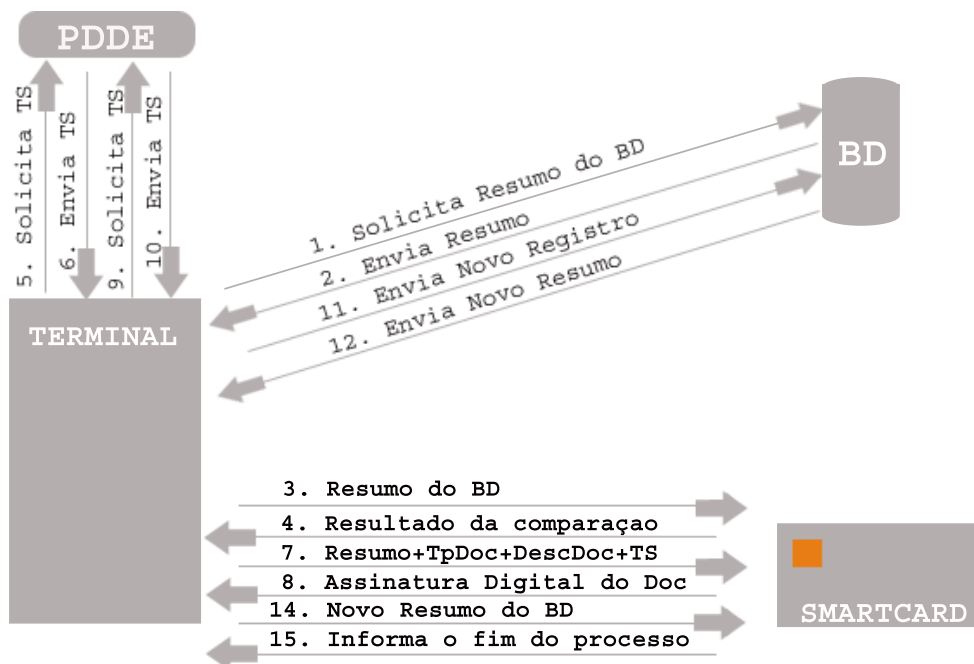 PDDE
5. Solicita TS
6. Envia TS
9. Solicita TS
10. Envia TS
BD
1. Solicita Resumo do BD
2. Envia Resumo
11. Envia Novo Registro
12. Envia Novo Resumo
TERMINAL
3. Resumo do BD
4. Resultado da comparaçao
7. Resumo+TpDoc+DescDoc+TS
8. Assinatura Digital do Doc
14. Novo Resumo do BD
15. Informa o fim do processo
SMARTCARD